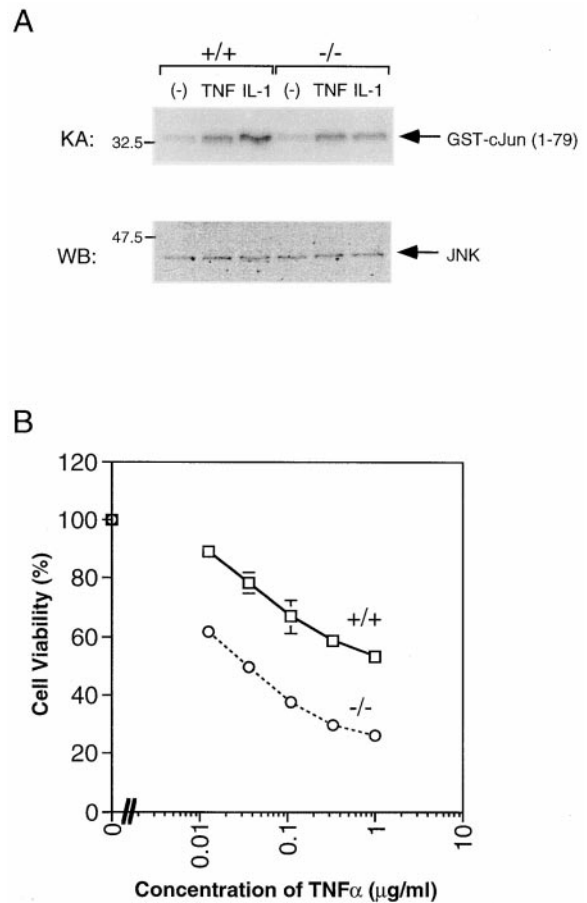 A
+/+ -/-
(-) TNF IL-1 (-) TNF IL-1
KA: 32.5 GST-cJun (1-79)
47.5
WB: JNK
B
120
100
80
60
40
20
0
Cell Viability (%)
+/+
-/-
0 0.01 0.1 1 10
Concentration of TNFα (μg/ml)